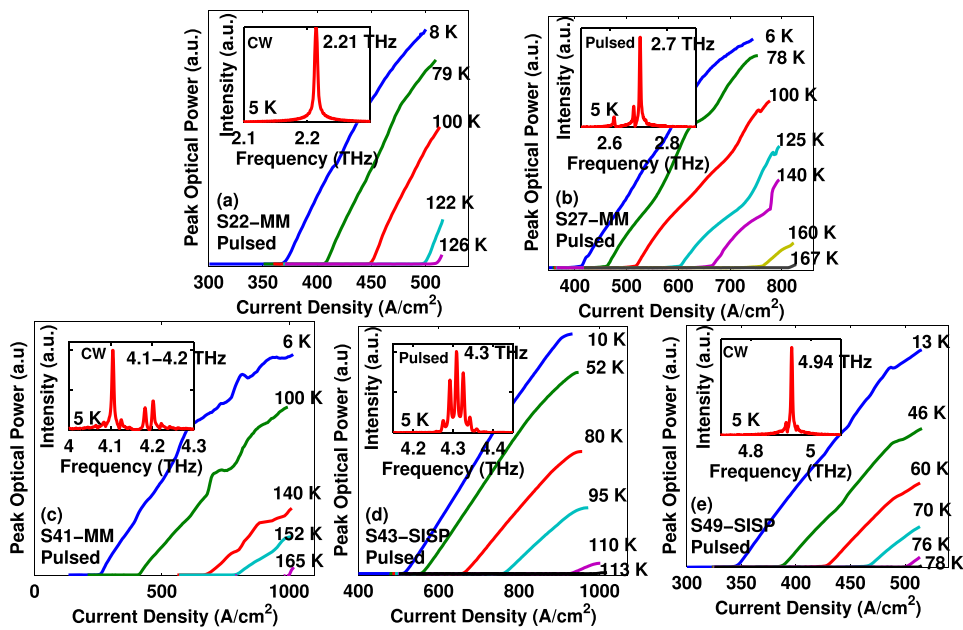 Peak Optical Power (a.u.)
Intensity (a.u.)
CW
2.21 THz
5 K
2.1
2.2
Frequency (THz)
8 K
79 K
100 K
122 K
126 K
(a)
S22−MM
Pulsed
300
350
400
450
500
Current Density (A/cm²)
Peak Optical Power (a.u.)
Intensity (a.u.)
Pulsed
2.7 THz
5 K
2.6
2.8
Frequency (THz)
6 K
78 K
100 K
125 K
140 K
160 K
167 K
(b)
S27−MM
Pulsed
400
500
600
700
800
Current Density (A/cm²)
Peak Optical Power (a.u)
Intensity (a.u.)
CW
4.1−4.2 THz
5 K
4
4.1
4.2
4.3
Frequency (THz)
6 K
100 K
140 K
152 K
165 K
(c)
S41−MM
Pulsed
0
500
1000
Current Density (A/cm²)
Peak Optical Power (a.u.)
Intensity (a.u.)
Pulsed
4.3 THz
5 K
4.2
4.3
4.4
Frequency (THz)
10 K
52 K
80 K
95 K
110 K
113 K
(d)
S43−SISP
Pulsed
400
600
800
1000
Current Density (A/cm²)
Peak Optical Power (a.u.)
Intensity (a.u.)
CW
4.94 THz
5 K
4.8
5
Frequency (THz)
13 K
46 K
60 K
70 K
76 K
78 K
(e)
S49−SISP
Pulsed
300
350
400
450
500
Current Density (A/cm²)